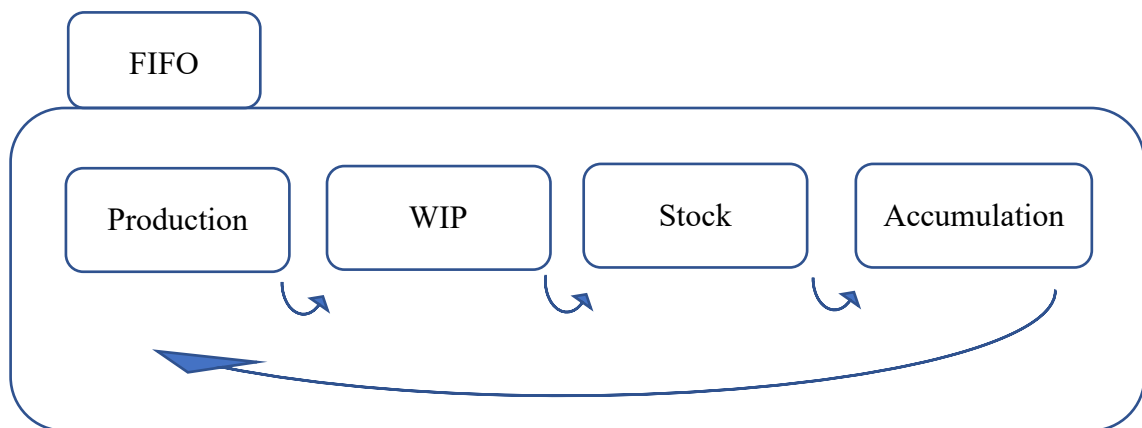 FIFO
Production
WIP
Stock
Accumulation